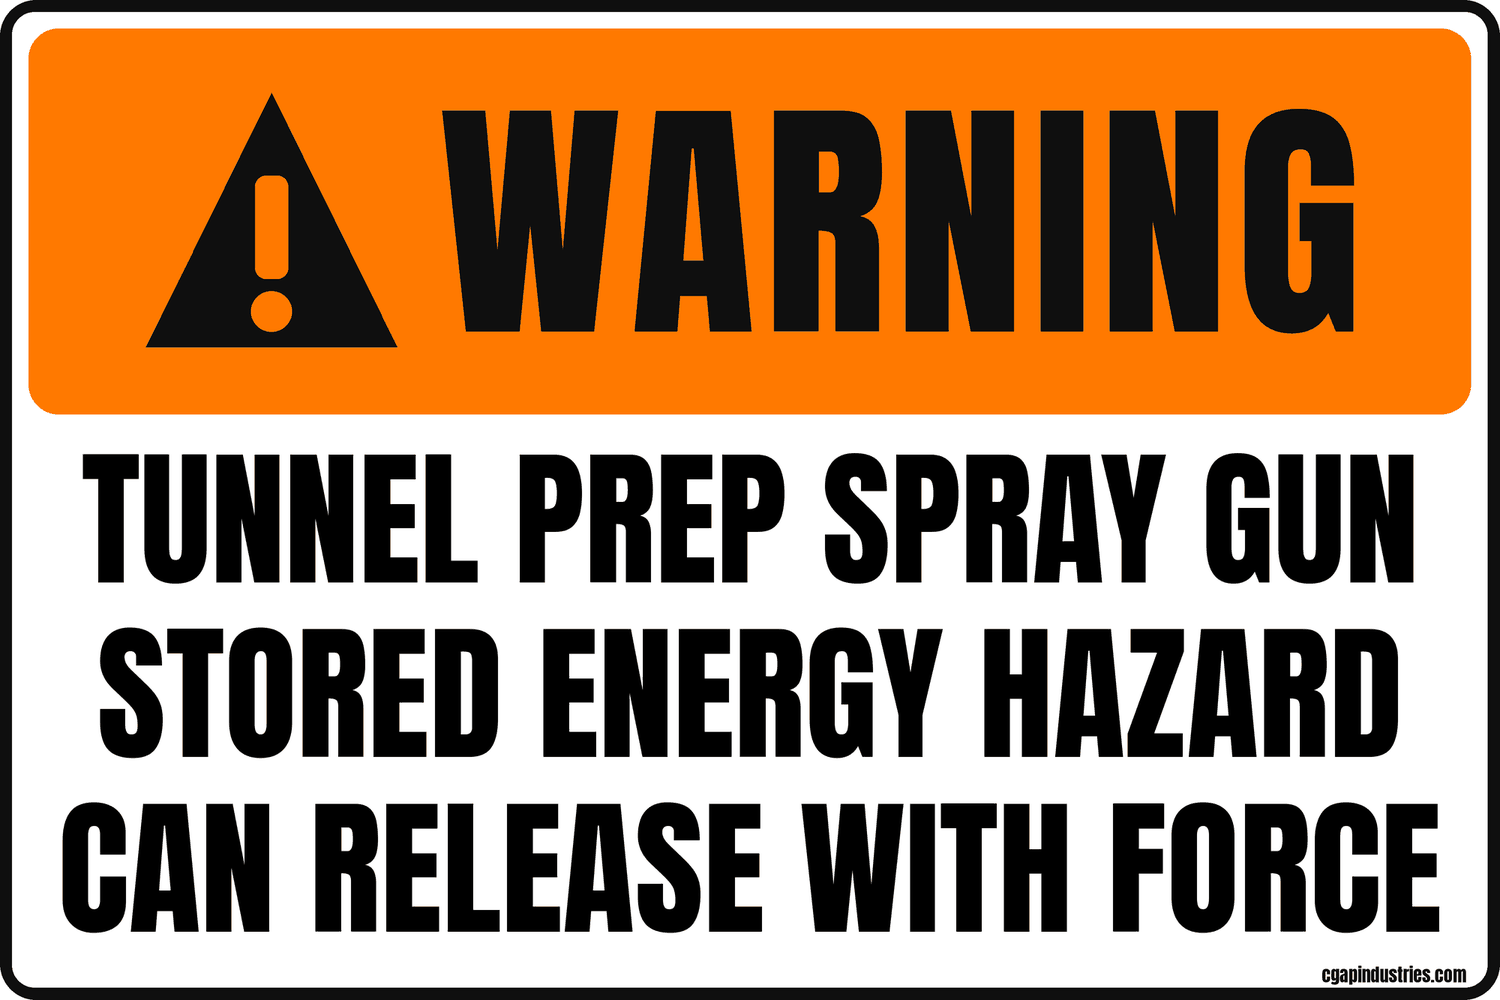 WARNING
TUNNEL PREP SPRAY GUN
STORED ENERGY HAZARD
CAN RELEASE WITH FORCE
cgapindustries.com